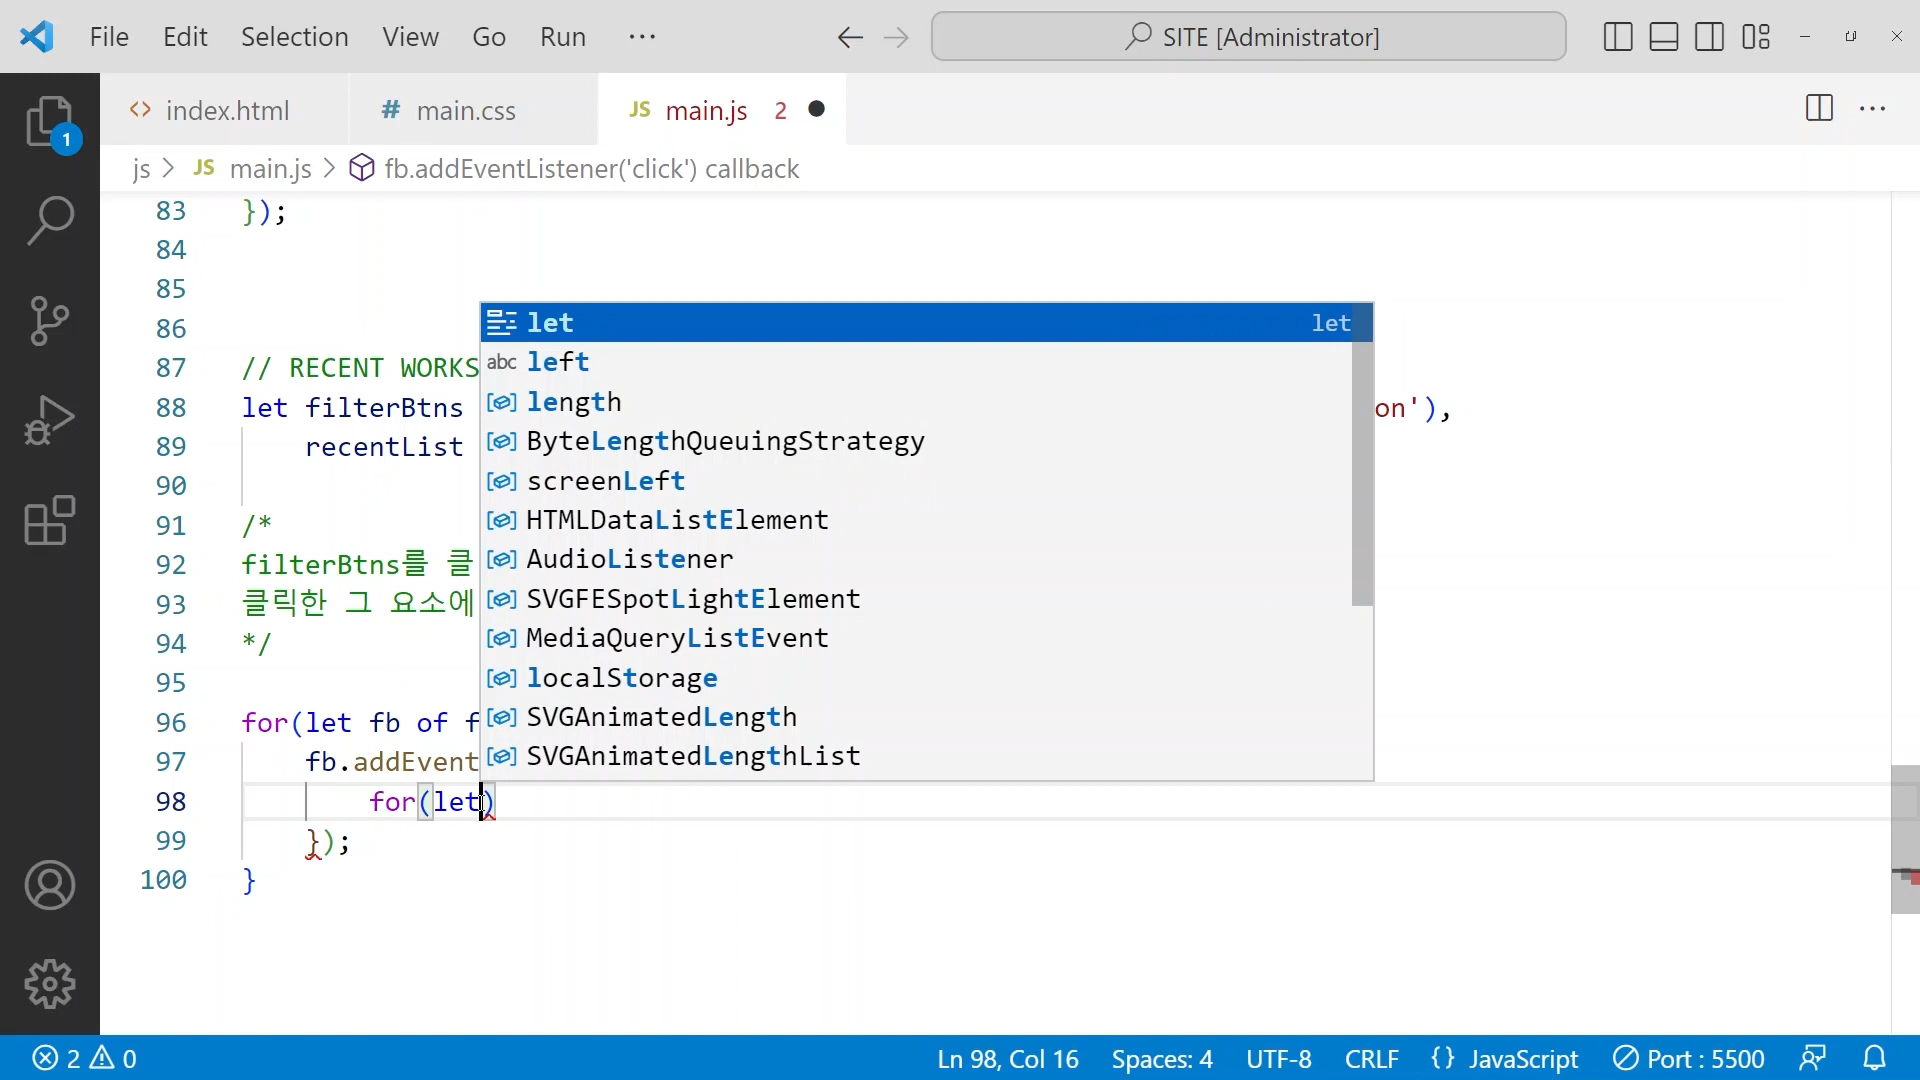 File Edit Selection View Go Run ··· SITE [Administrator]
index.html # main.css JS main.js 2
js > JS main.js > fb.addEventListener('click') callback
83 });
84
85
86
87 // RECENT WORKS
88 let filterBtns on'),
89 recentList
90
91 /*
92 filterBtns를 클
93 클릭한 그 요소에
94 */
95
96 for(let fb of f
97 fb.addEvent
98 for(let)
99 });
100 }
let let
abc left
length
ByteLengthQueuingStrategy
screenLeft
HTMLDataListElement
AudioListener
SVGFESpotLightElement
MediaQueryListEvent
localStorage
SVGAnimatedLength
SVGAnimatedLengthList
1
2 0 Ln 98, Col 16 Spaces: 4 UTF-8 CRLF {} JavaScript Port : 5500